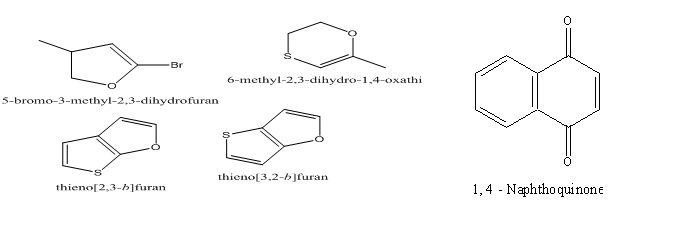 O
Br
O
5-bromo-3-methyl-2,3-dihydrofuran
O
S
6-methyl-2,3-dihydro-1,4-oxathi
O
S
thieno[2,3-b]furan
S
O
thieno[3,2-b]furan
O
1,4 - Naphthoquinone